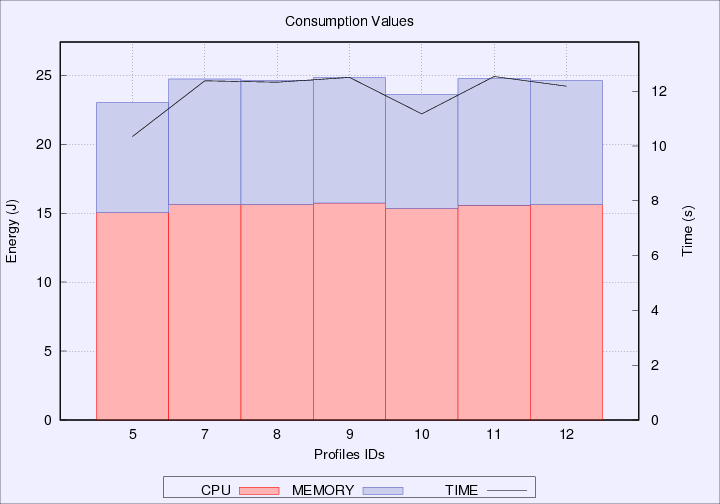 Consumption Values
25
20
15
10
5
0
Energy (J)
12
10
8
6
4
2
0
Time (s)
5 7 8 9 10 11 12
Profiles IDs
CPU MEMORY TIME